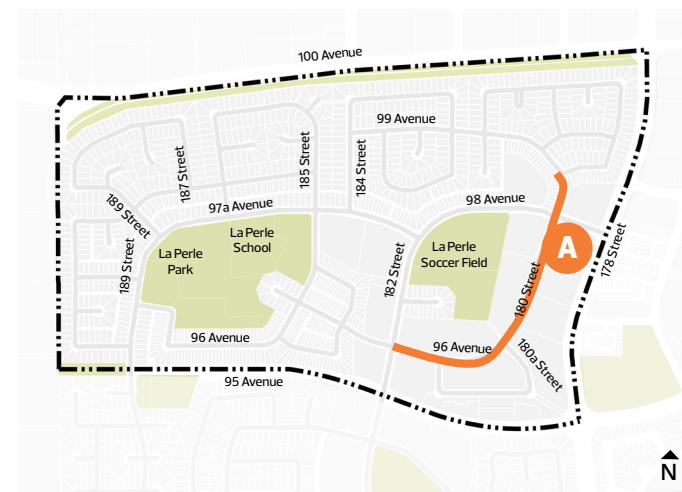 100 Avenue
99 Avenue
187 Street
185 Street
184 Street
189 Street
97a Avenue
98 Avenue
La Perle
School
La Perle
Park
189 Street
La Perle
Soccer Field
182 Street
A
178 Street
180 Street
96 Avenue
96 Avenue
180a Street
95 Avenue
N